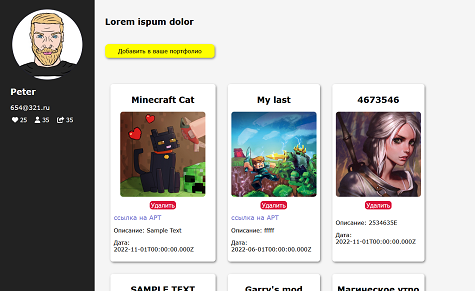 Peter
654@321.ru
25 35 35
Lorem ispum dolor
Добавить в ваше портфолио
Minecraft Cat
Удалить
ссылка на АРТ
Описание: Sample Text
Дата:
2022-11-01T00:00:00.000Z
My last
Удалить
ссылка на АРТ
Описание: ffffff
Дата:
2022-06-01T00:00:00.000Z
4673546
Удалить
Описание: 2534635E
Дата:
2022-11-01T00:00:00.000Z
SAMPLE TEXT
Garry's mod
Магическое утро